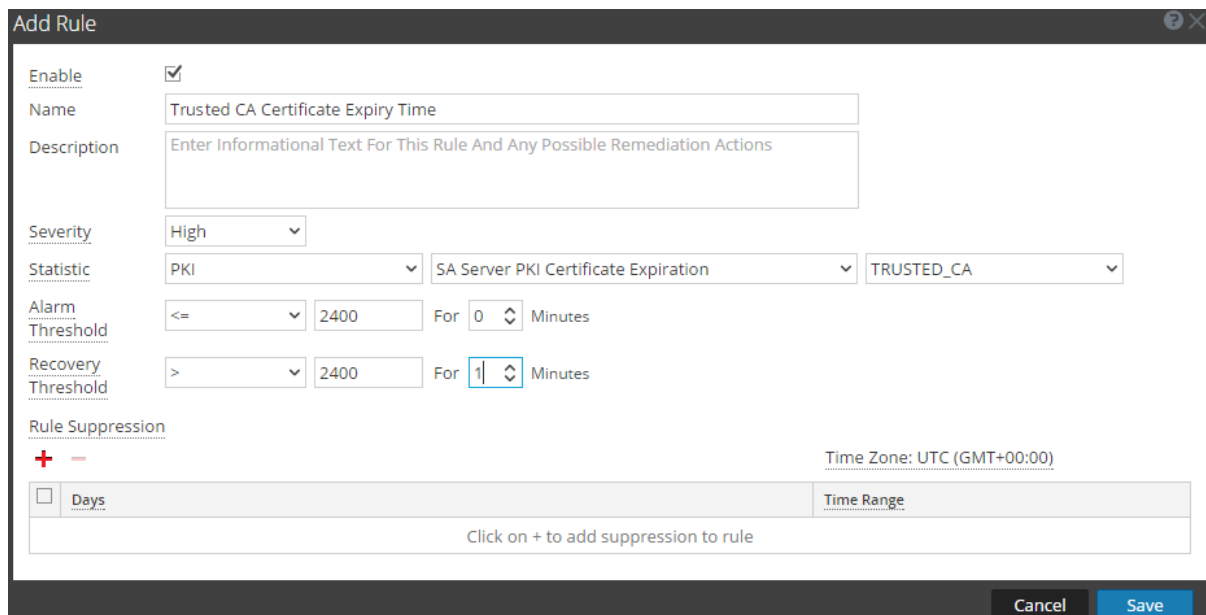 Add Rule
Enable
Name Trusted CA Certificate Expiry Time
Description Enter Informational Text For This Rule And Any Possible Remediation Actions
Severity High
Statistic PKI SA Server PKI Certificate Expiration TRUSTED_CA
Alarm
Threshold <= 2400 For 0 Minutes
Recovery
Threshold > 2400 For 1 Minutes
Rule Suppression
Time Zone: UTC (GMT+00:00)
Days Time Range
Click on + to add suppression to rule
Cancel Save